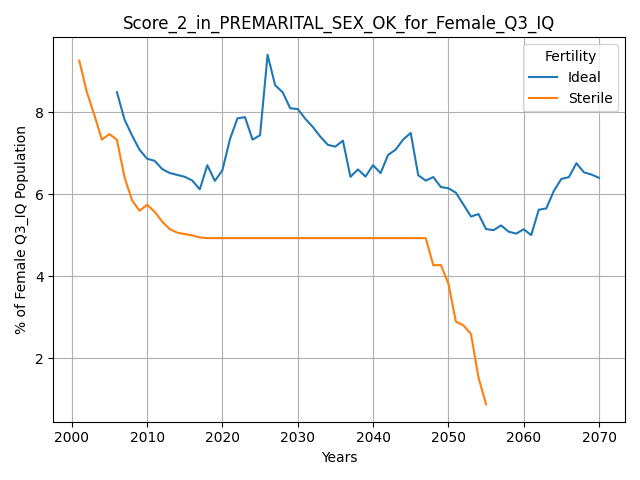 Score_2_in_PREMARITAL_SEX_OK_for_Female_Q3_IQ
% of Female Q3_IQ Population
8
6
4
2
Fertility
Ideal
Sterile
2000 2010 2020 2030 2040 2050 2060 2070
Years